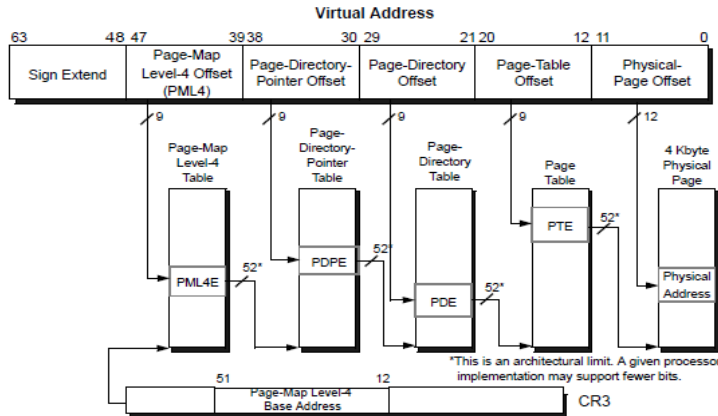 Virtual Address
63 48 47 39 38 30 29 21 20 12 11 0
Sign Extend
Page-Map
Level-4 Offset
(PML4)
Page-Directory-
Pointer Offset
Page-Directory
Offset
Page-Table
Offset
Physical-
Page Offset
9 9 9 9 12
Page-Map
Level-4
Table
Page-
Directory-
Pointer
Table
Page-
Directory
Table
Page
Table
4 Kbyte
Physical
Page
PML4E
52*
PDPE
52*
PDE
52*
PTE
52*
Physical
Address
*This is an architectural limit. A given processor
implementation may support fewer bits.
51 12
Page-Map Level-4
Base Address
CR3